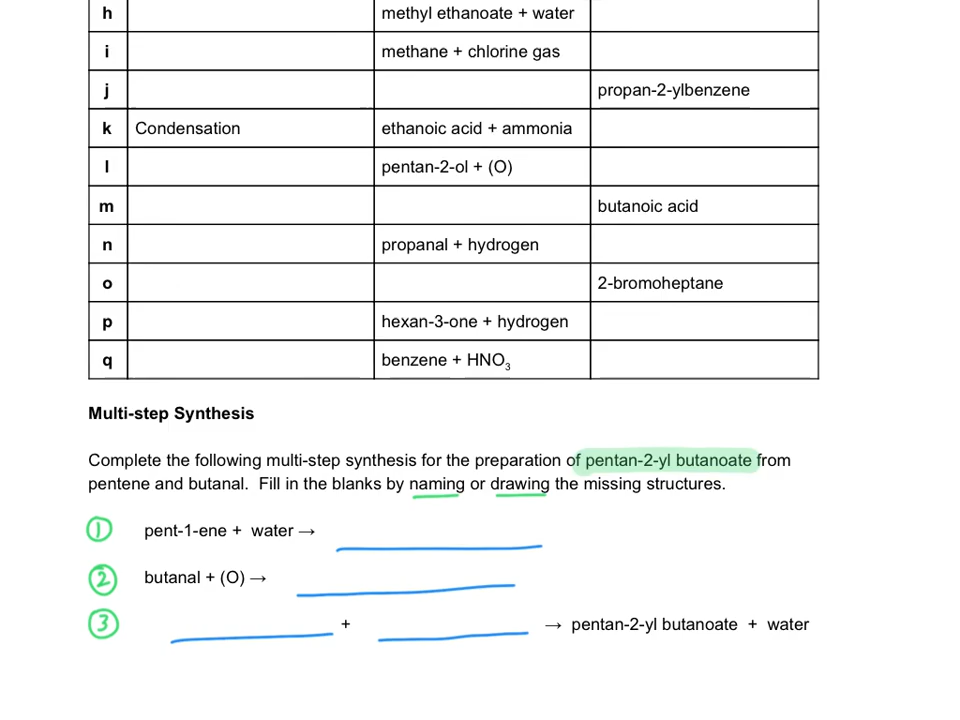 h methyl ethanoate + water
i methane + chlorine gas
j propan-2-ylbenzene
k Condensation ethanoic acid + ammonia
l pentan-2-ol + (O)
m butanoic acid
n propanal + hydrogen
o 2-bromoheptane
p hexan-3-one + hydrogen
q benzene + HNO₃
Multi-step Synthesis
Complete the following multi-step synthesis for the preparation of pentan-2-yl butanoate from
pentene and butanal. Fill in the blanks by naming or drawing the missing structures.
① pent-1-ene + water →
② butanal + (O) →
③ + → pentan-2-yl butanoate + water